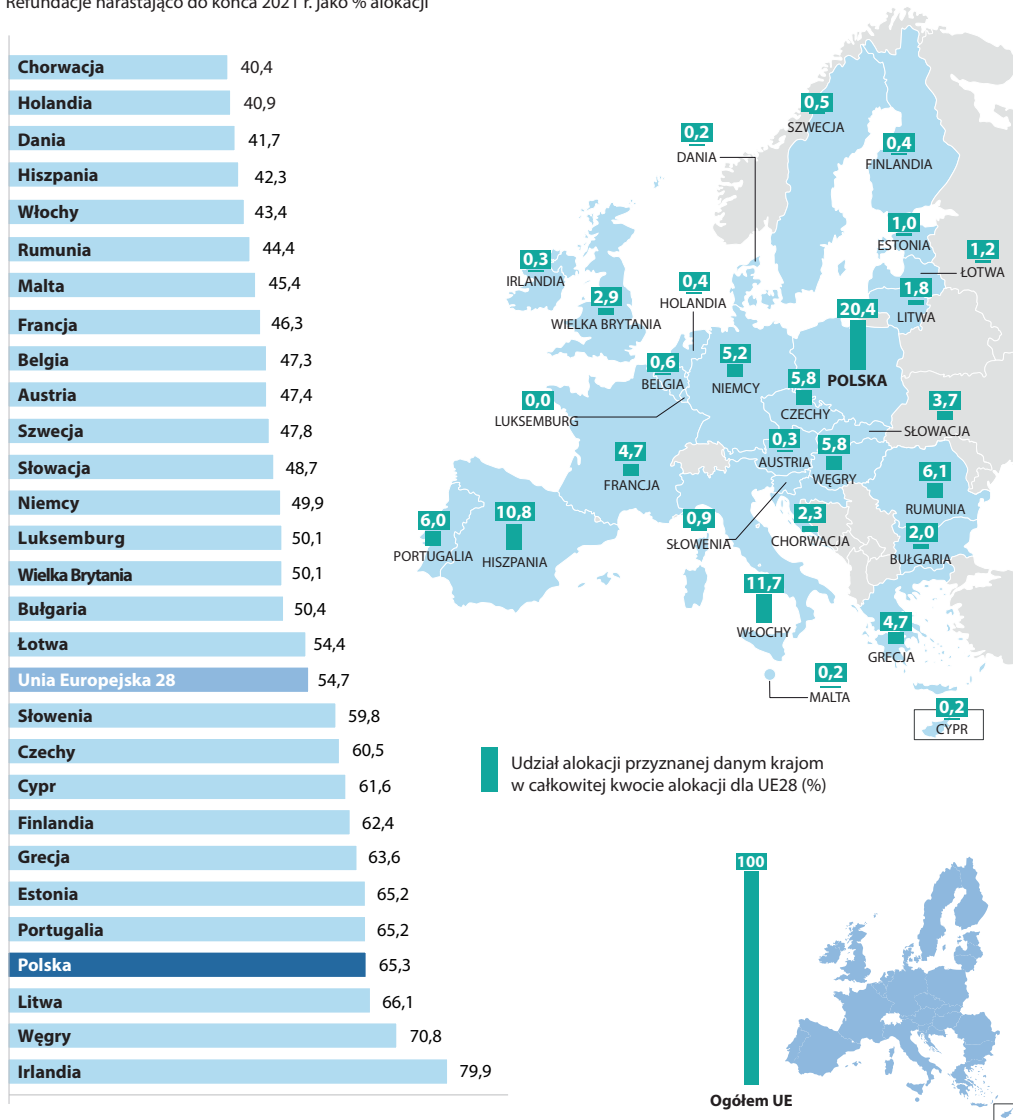 Refundacje narastająco do końca 2021 r. jako % alokacji
Chorwacja 40,4
Holandia 40,9
Dania 41,7
Hiszpania 42,3
Włochy 43,4
Rumunia 44,4
Malta 45,4
Francja 46,3
Belgia 47,3
Austria 47,4
Szwecja 47,8
Słowacja 48,7
Niemcy 49,9
Luksemburg 50,1
Wielka Brytania 50,1
Bułgaria 50,4
Łotwa 54,4
Unia Europejska 28 54,7
Słowenia 59,8
Czechy 60,5
Cypr 61,6
Finlandia 62,4
Grecja 63,6
Estonia 65,2
Portugalia 65,2
Polska 65,3
Litwa 66,1
Węgry 70,8
Irlandia 79,9
0,5
SZWECJA
0,2
DANIA
0,4
FINLANDIA
1,0
ESTONIA
1,2
ŁOTWA
0,3
IRLANDIA
0,4
HOLANDIA
1,8
LITWA
2,9
WIELKA BRYTANIA
20,4
POLSKA
0,6
BELGIA
5,2
NIEMCY
5,8
CZECHY
0,0
LUKSEMBURG
3,7
SŁOWACJA
4,7
FRANCJA
0,3
AUSTRIA
5,8
WĘGRY
6,1
RUMUNIA
6,0
PORTUGALIA
10,8
HISZPANIA
0,9
SŁOWENIA
2,3
CHORWACJA
2,0
BUŁGARIA
11,7
WŁOCHY
4,7
GRECJA
0,2
MALTA
0,2
CYPR
Udział alokacji przyznanej danym krajom
w całkowitej kwocie alokacji dla UE28 (%)
100
Ogółem UE